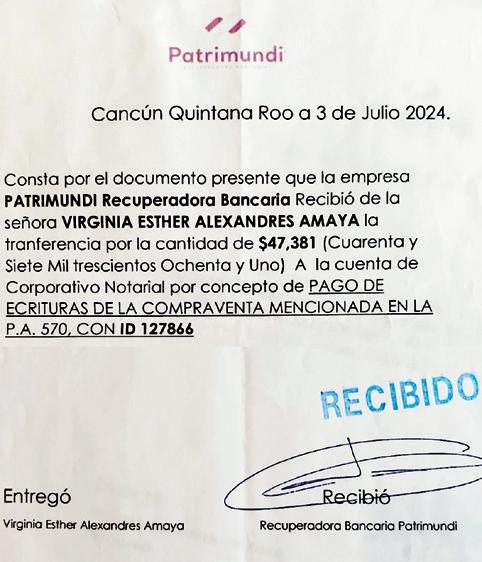 Patrimundi
Cancún Quintana Roo a 3 de Julio 2024.
Consta por el documento presente que la empresa
PATRIMUNDI Recuperadora Bancaria Recibió de la
señora VIRGINIA ESTHER ALEXANDRES AMAYA la
tranferencia por la cantidad de $47,381 (Cuarenta y
Siete Mil trescientos Ochenta y Uno) A la cuenta de
Corporativo Notarial por concepto de PAGO DE
ECRITURAS DE LA COMPRAVENTA MENCIONADA EN LA
P.A. 570, CON ID 127866
RECIBIDO
Entregó
Recibió
Virginia Esther Alexandres Amaya
Recuperadora Bancaria Patrimundi